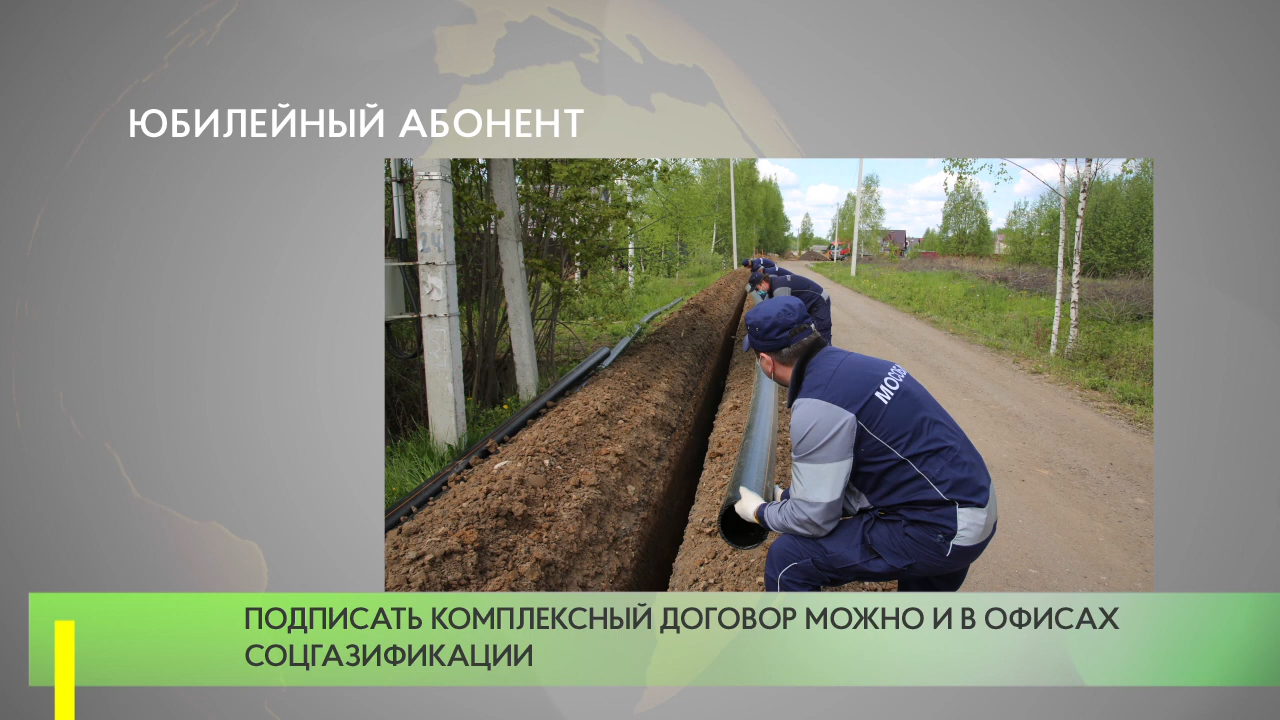 ЮБИЛЕЙНЫЙ АБОНЕНТ
ПОДПИСАТЬ КОМПЛЕКСНЫЙ ДОГОВОР МОЖНО И В ОФИСАХ
СОЦГАЗИФИКАЦИИ